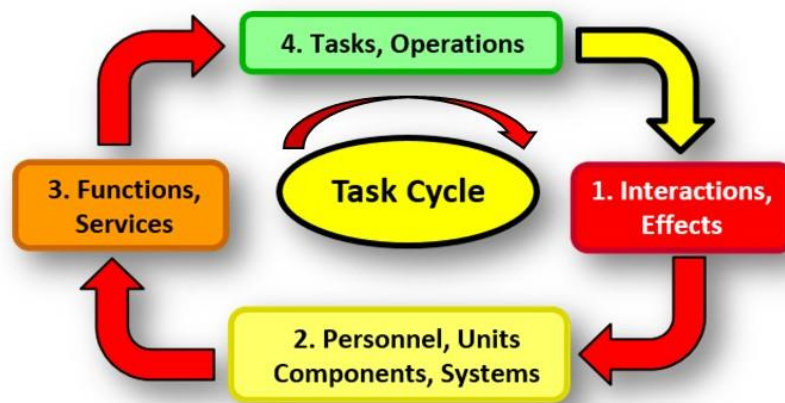 4. Tasks, Operations
3. Functions,
Services
Task Cycle
1. Interactions,
Effects
2. Personnel, Units
Components, Systems